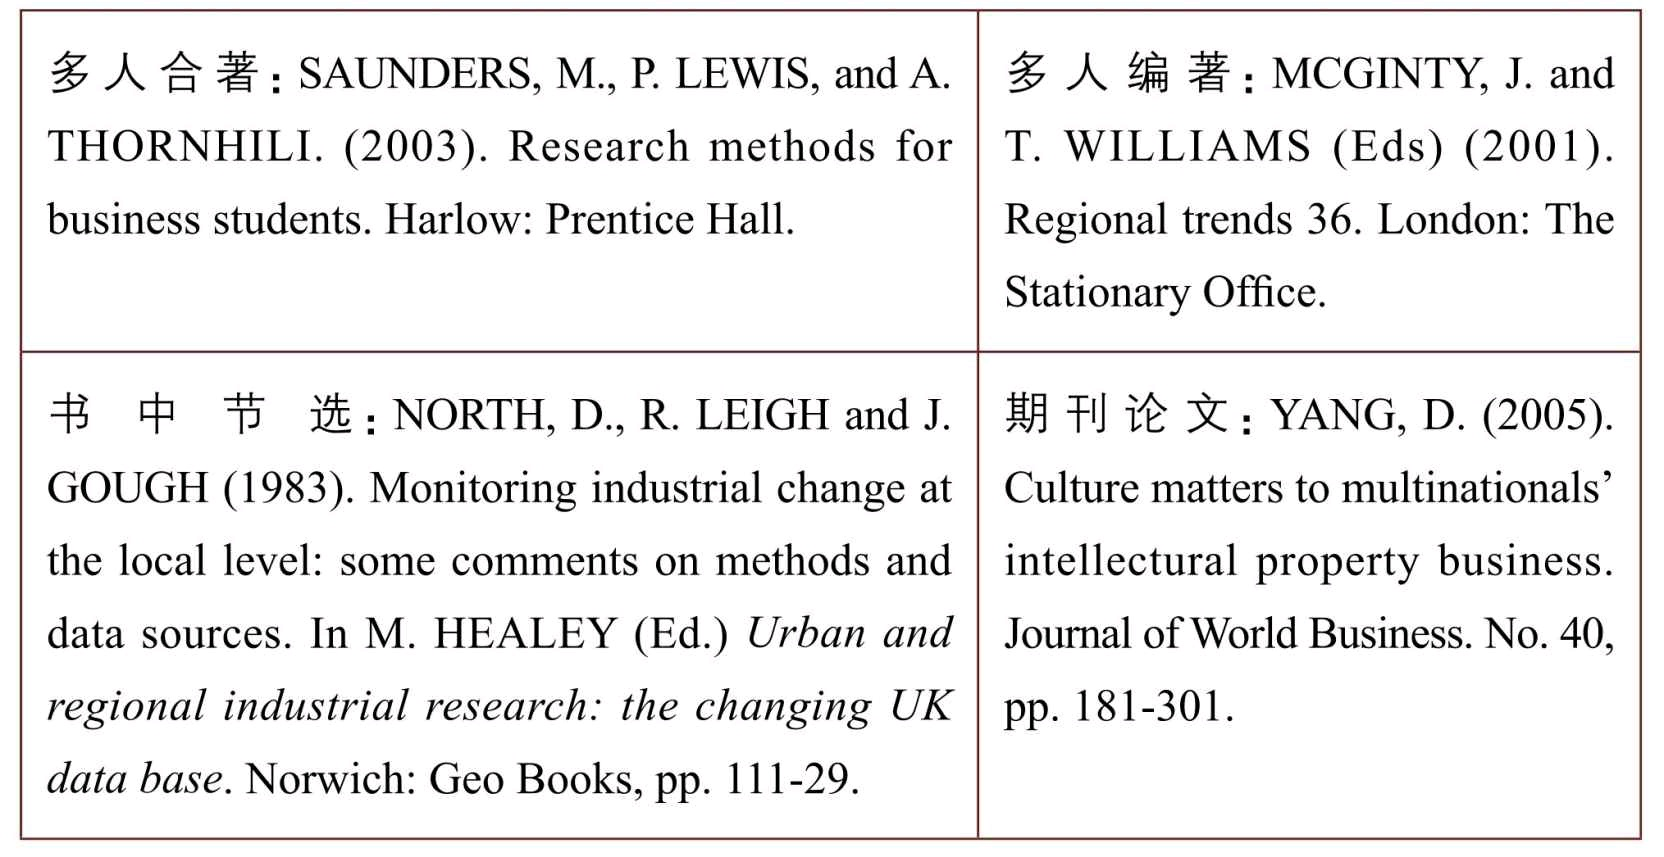 多人合著：SAUNDERS, M., P. LEWIS, and A.
THORNHILI. (2003). Research methods for
business students. Harlow: Prentice Hall.
多人编著：MCGINTY, J. and
T. WILLIAMS (Eds) (2001).
Regional trends 36. London: The
Stationary Office.
书中节选：NORTH, D., R. LEIGH and J.
GOUGH (1983). Monitoring industrial change at
the local level: some comments on methods and
data sources. In M. HEALEY (Ed.) Urban and
regional industrial research: the changing UK
data base. Norwich: Geo Books, pp. 111-29.
期刊论文：YANG, D. (2005).
Culture matters to multinationals’
intellectural property business.
Journal of World Business. No. 40,
pp. 181-301.